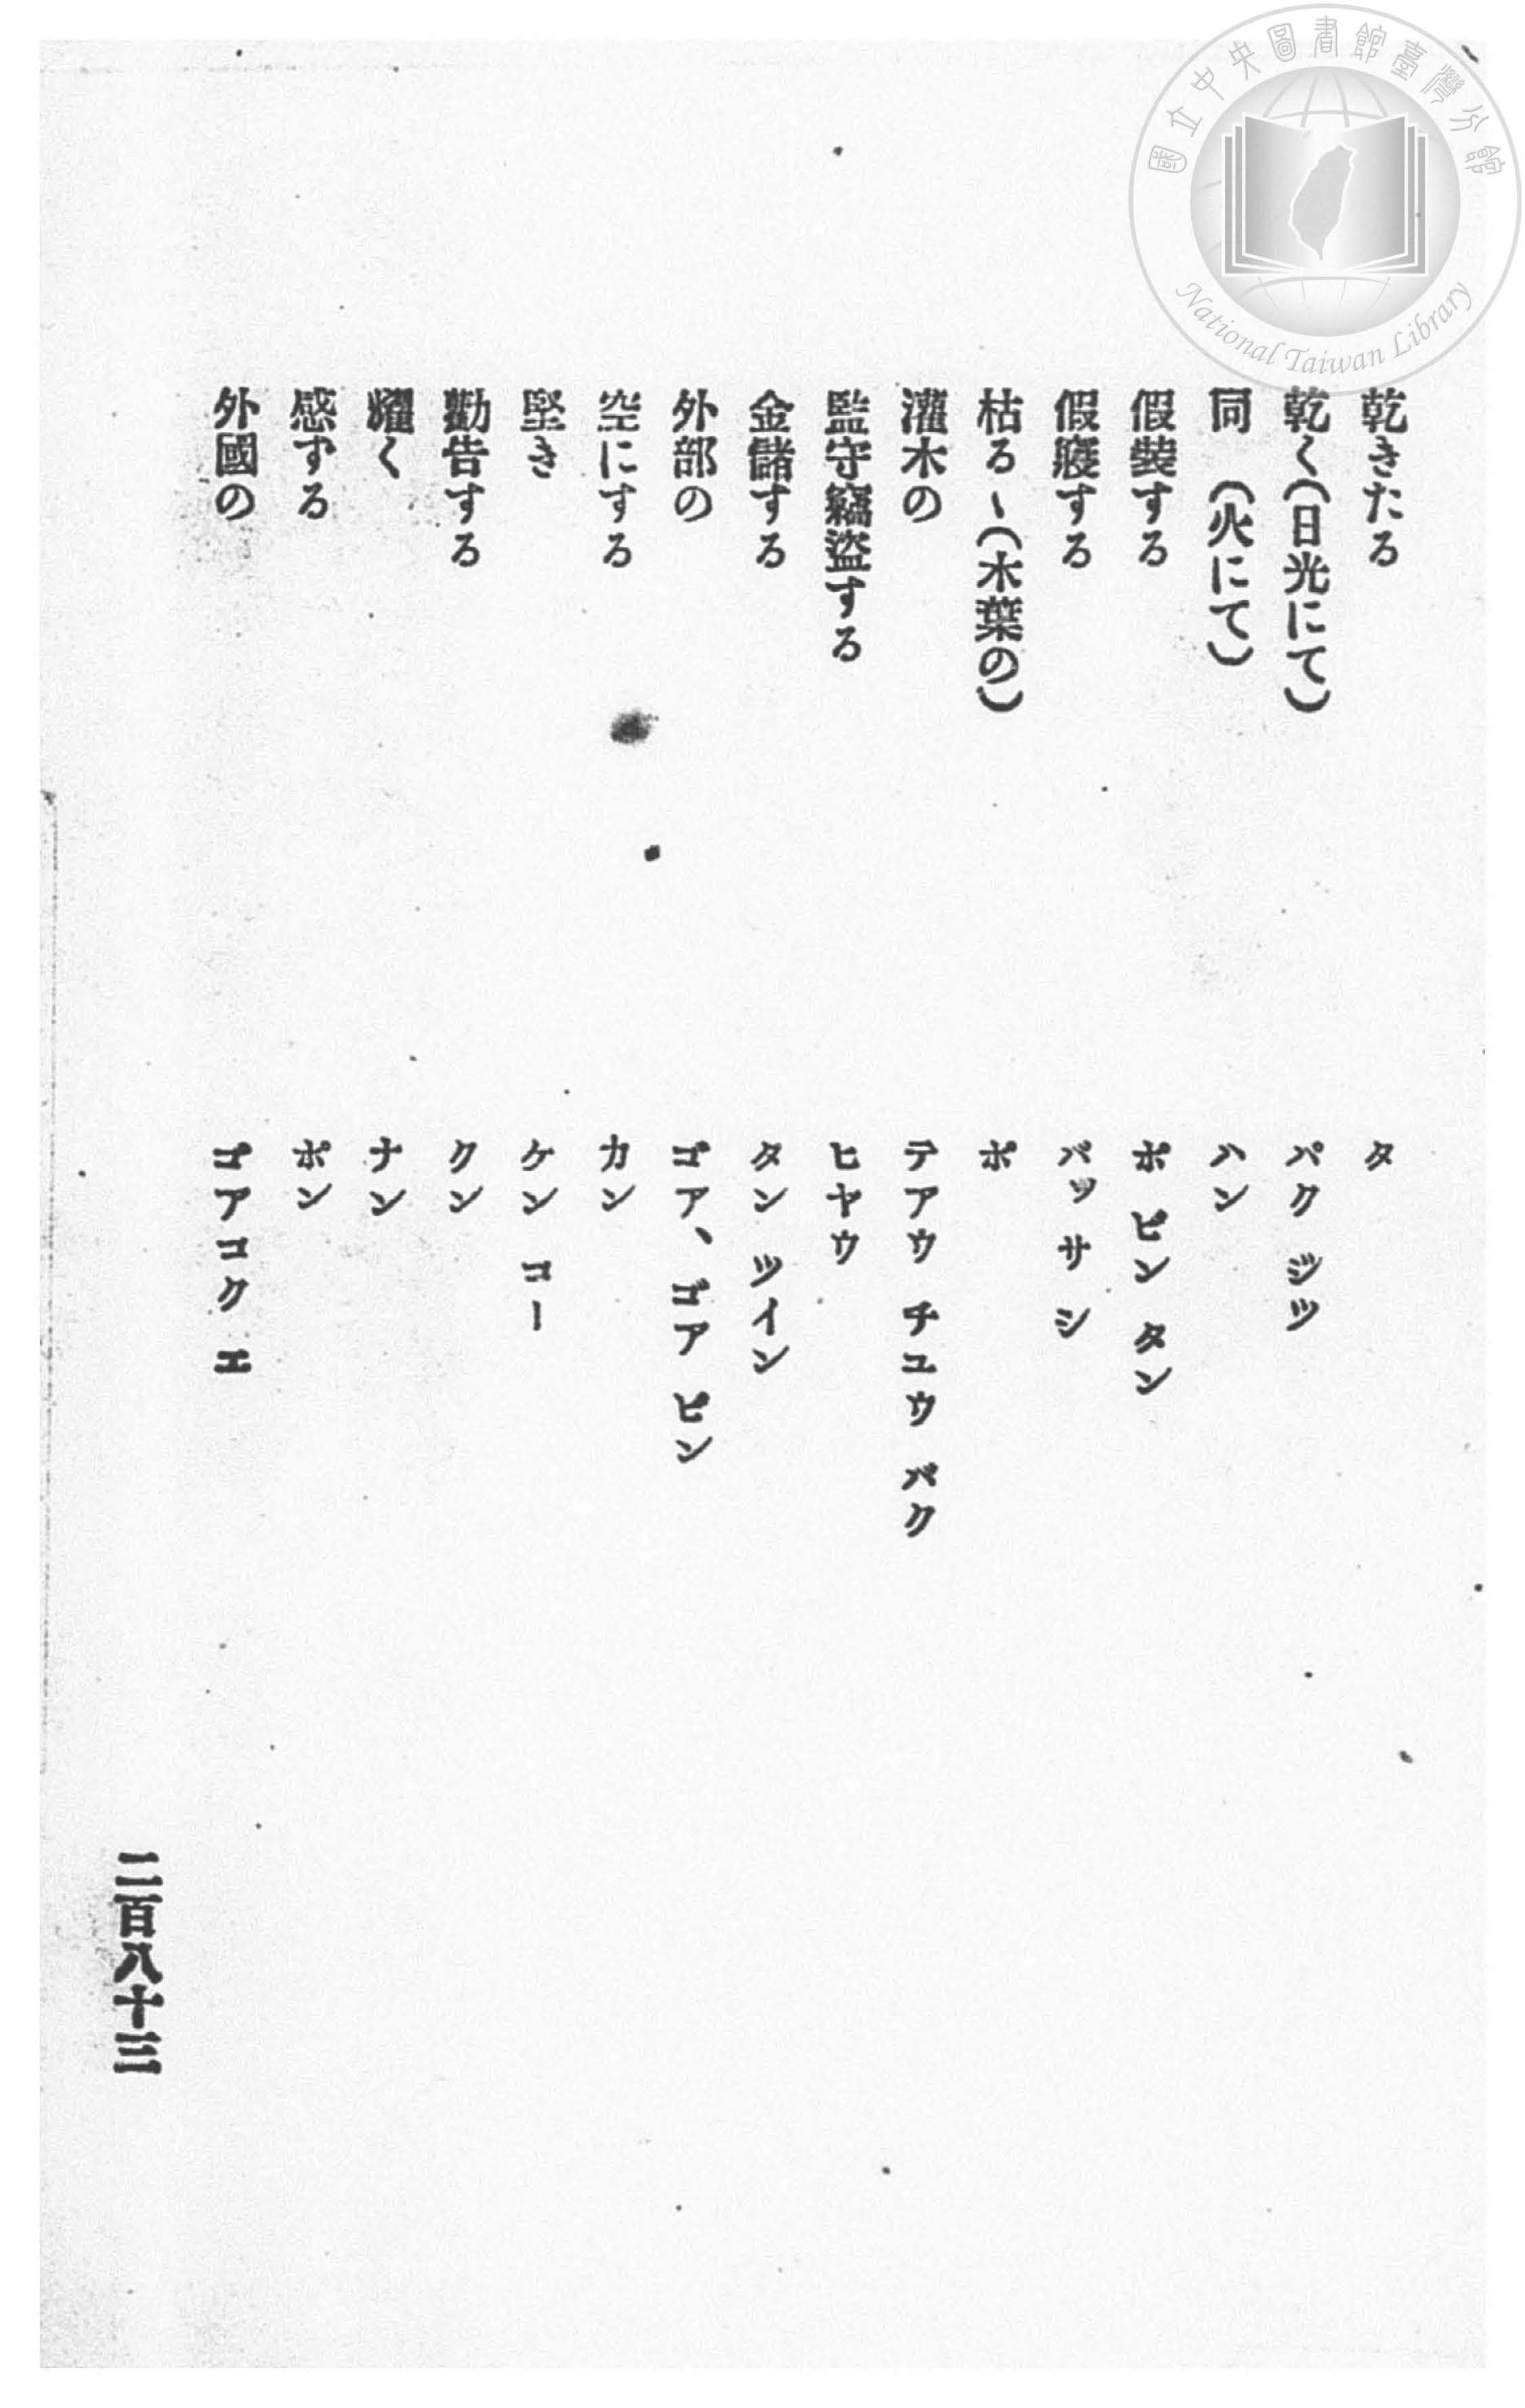 國立中央圖書館臺灣分館
National Taiwan Library
乾きたる　タ
乾く(日光にて)　パク ジツ
同　(火にて)　ハン
假裝する　ポ ピン タン
假寢する　バッ サ シ
枯る、(木葉の)　ポ
灌木の　テアウ チユウ バク
監守竊盜する　ヒヤウ
金儲する　タン ツイン
外部の　ゴア、ゴア ピン
空にする　カン
堅き　ケン コー
勸告する　クン
耀く　ナン
感ずる　ポン
外國の　ゴアコク エ
二百八十三